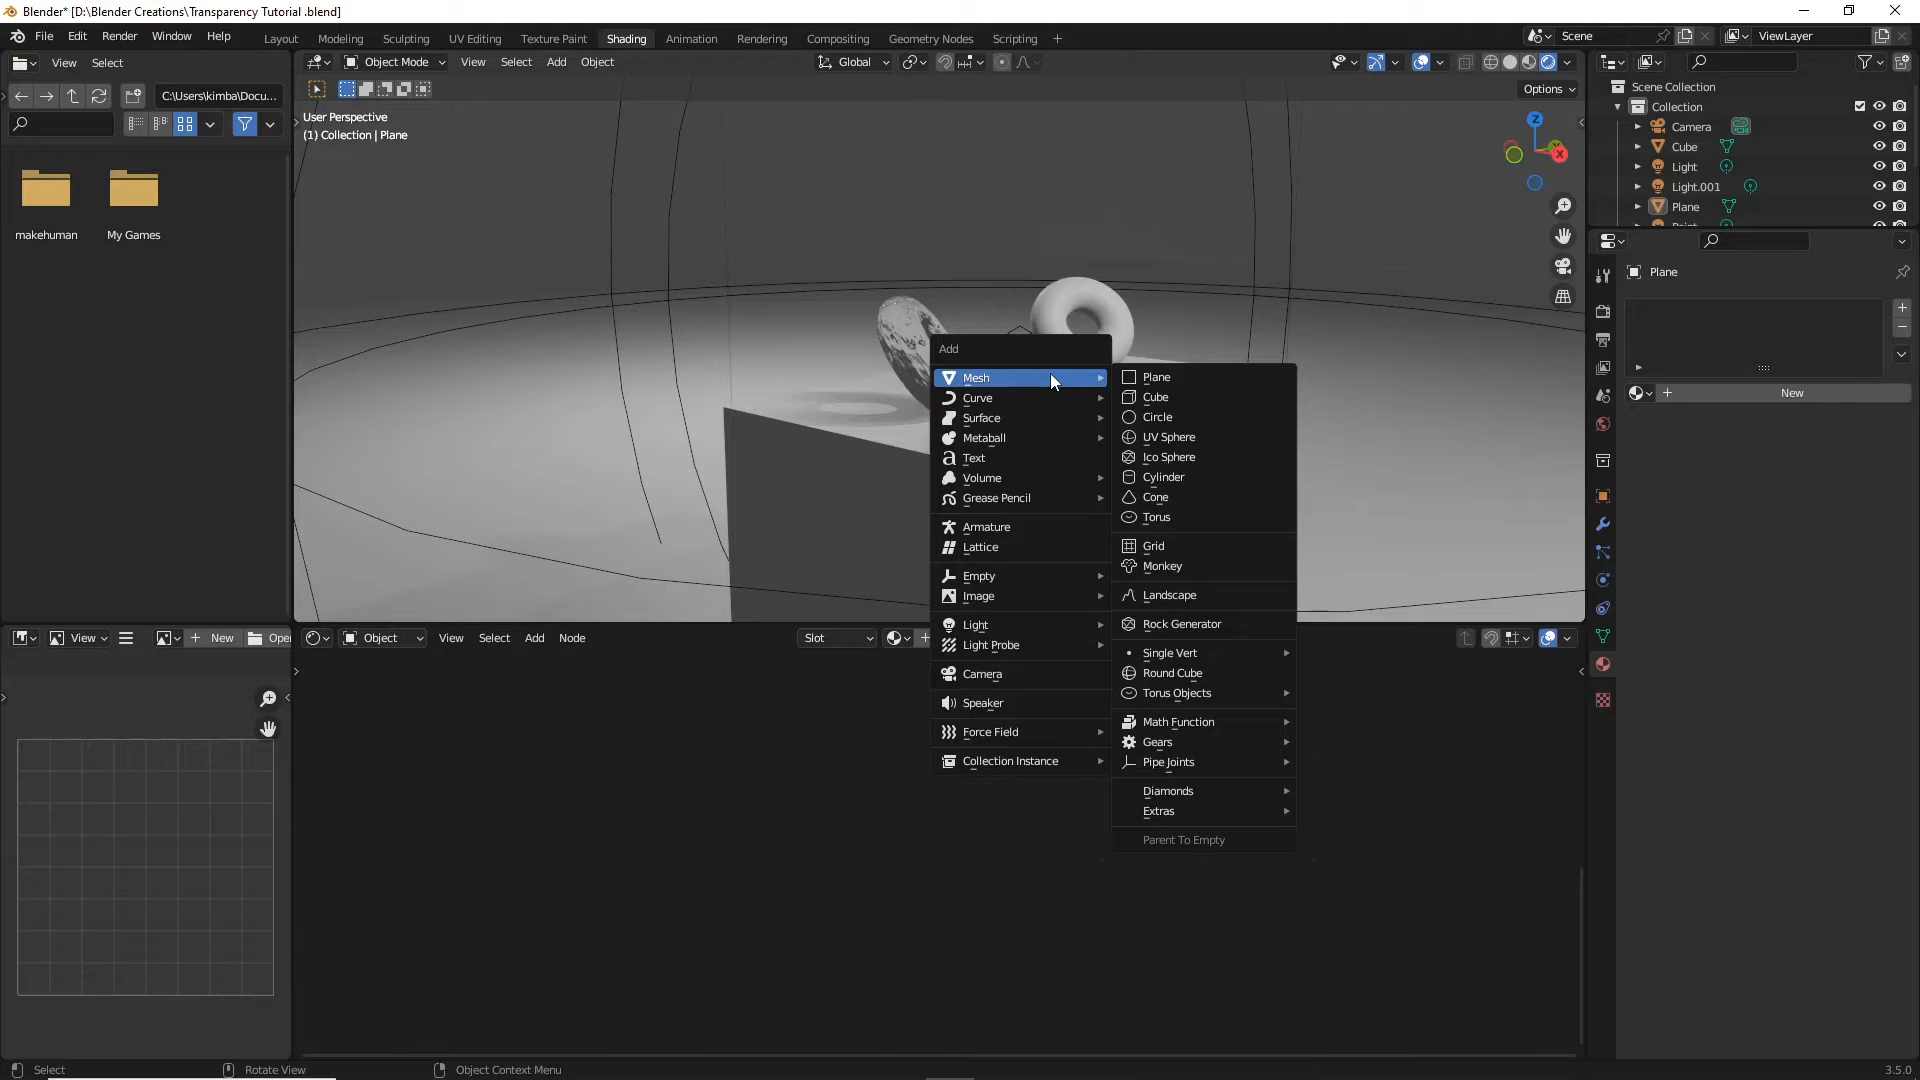 Blender* [D:\Blender Creations\Transparency Tutorial .blend]
File Edit Render Window Help
Layout Modeling Sculpting UV Editing Texture Paint Shading Animation Rendering Compositing Geometry Nodes Scripting +
Scene
ViewLayer
View Select
C:\Users\kimba\Docu...
makehuman
My Games
Object Mode View Select Add Object
Global
Options
User Perspective
(1) Collection | Plane
Z
X
Add
Mesh
Curve
Surface
Metaball
Text
Volume
Grease Pencil
Armature
Lattice
Empty
Image
Light
Light Probe
Camera
Speaker
Force Field
Collection Instance
Plane
Cube
Circle
UV Sphere
Ico Sphere
Cylinder
Cone
Torus
Grid
Monkey
Landscape
Rock Generator
Single Vert
Round Cube
Torus Objects
Math Function
Gears
Pipe Joints
Diamonds
Extras
Parent To Empty
Scene Collection
Collection
Camera
Cube
Light
Light.001
Plane
Plane
New
View
New
Object View Select Add Node
Slot
Select
Rotate View
Object Context Menu
3.5.0